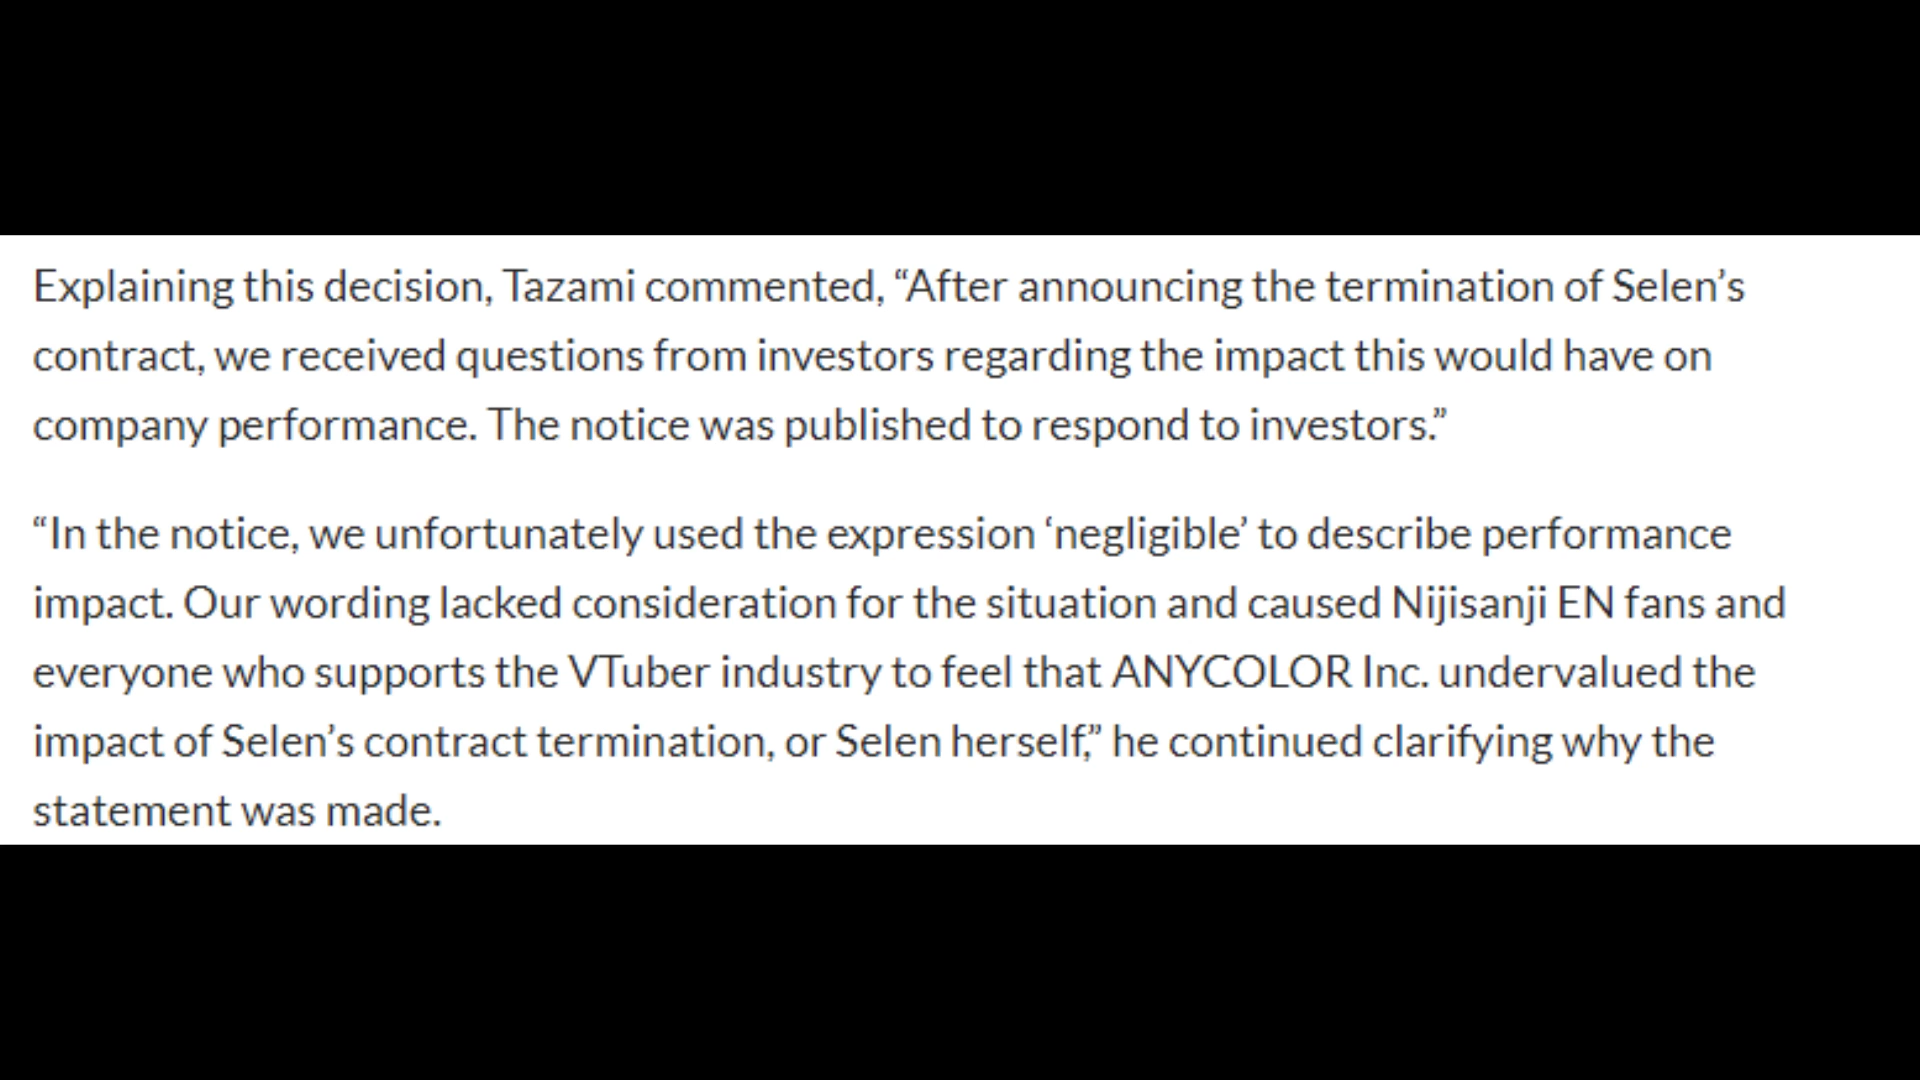 Explaining this decision, Tazami commented, “After announcing the termination of Selen’s
contract, we received questions from investors regarding the impact this would have on
company performance. The notice was published to respond to investors.”
“In the notice, we unfortunately used the expression ‘negligible’ to describe performance
impact. Our wording lacked consideration for the situation and caused Nijisanji EN fans and
everyone who supports the VTuber industry to feel that ANYCOLOR Inc. undervalued the
impact of Selen’s contract termination, or Selen herself,” he continued clarifying why the
statement was made.